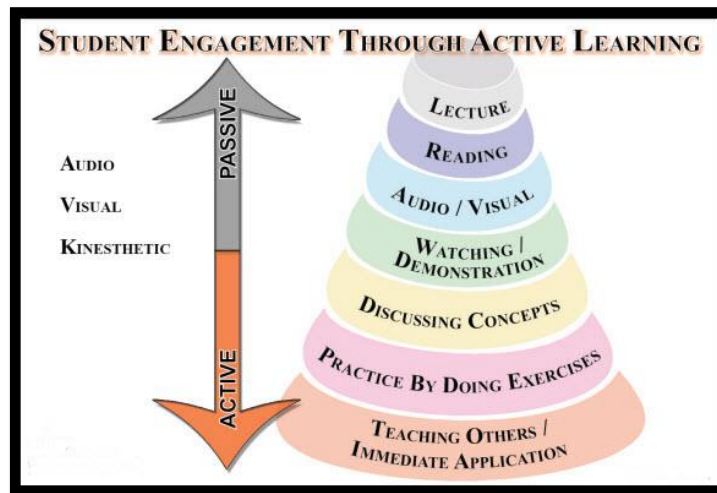 STUDENT ENGAGEMENT THROUGH ACTIVE LEARNING
PASSIVE
ACTIVE
AUDIO
VISUAL
KINESTHETIC
LECTURE
READING
AUDIO / VISUAL
WATCHING /
DEMONSTRATION
DISCUSSING CONCEPTS
PRACTICE BY DOING EXERCISES
TEACHING OTHERS /
IMMEDIATE APPLICATION